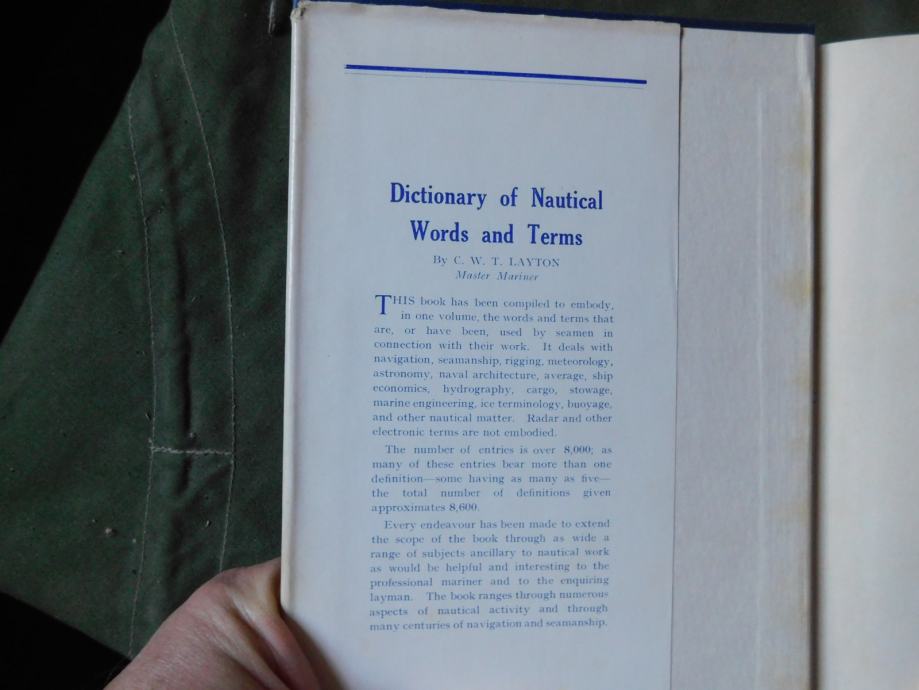 Dictionary of Nautical
Words and Terms
By C. W. T. LAYTON
Master Mariner
THIS book has been compiled to embody,
in one volume, the words and terms that
are, or have been, used by seamen in
connection with their work. It deals with
navigation, seamanship, rigging, meteorology,
astronomy, naval architecture, average, ship
economics, hydrography, cargo, stowage,
marine engineering, ice terminology, buoyage,
and other nautical matter. Radar and other
electronic terms are not embodied.
The number of entries is over 8,000; as
many of these entries bear more than one
definition—some having as many as five—
the total number of definitions given
approximates 8,600.
Every endeavour has been made to extend
the scope of the book through as wide a
range of subjects ancillary to nautical work
as would be helpful and interesting to the
professional mariner and to the enquiring
layman. The book ranges through numerous
aspects of nautical activity and through
many centuries of navigation and seamanship.